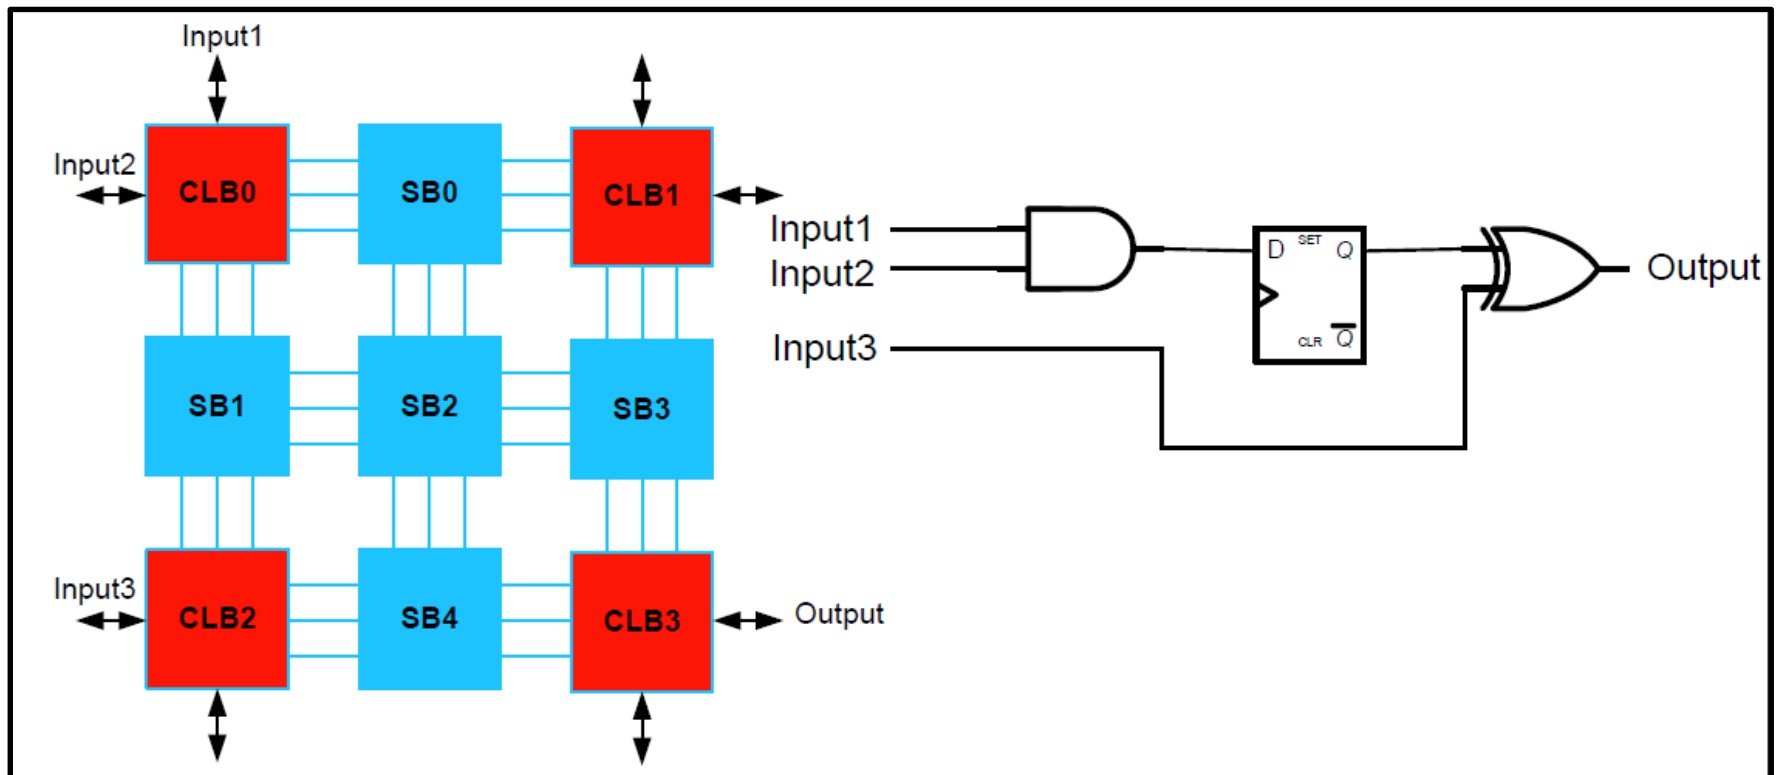 Input1
Input2
CLB0
SB0
CLB1
SB1
SB2
SB3
Input3
CLB2
SB4
CLB3
Output
Input1
Input2
Input3
D
SET
Q
CLR
Q
Output